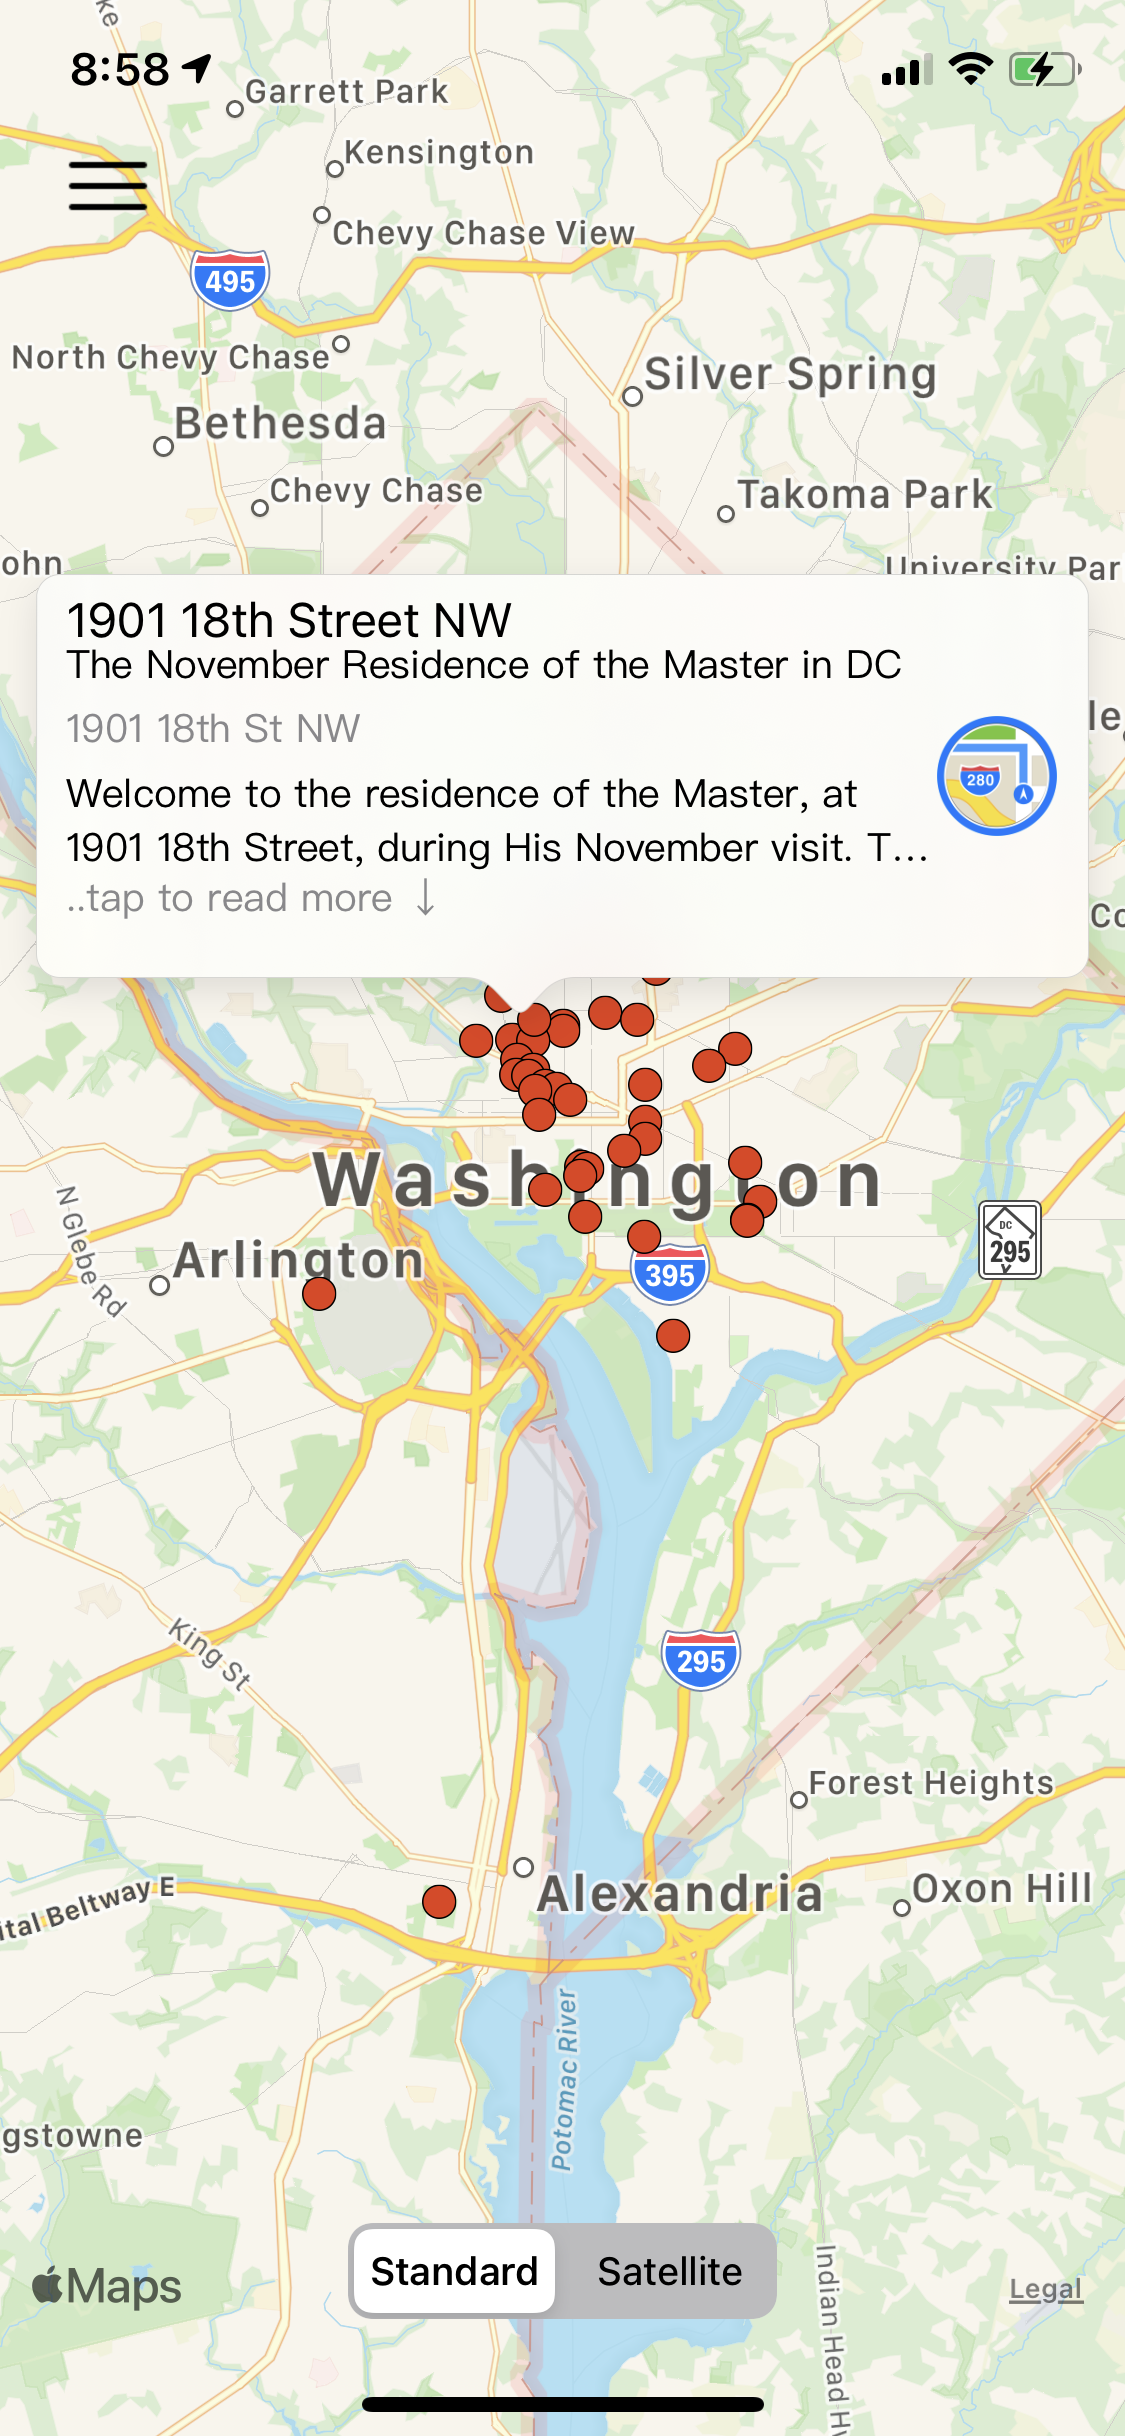 ke
8:58
Garrett Park
Kensington
Chevy Chase View
495
North Chevy Chase
Silver Spring
Bethesda
Chevy Chase
Takoma Park
ohn
University Par
1901 18th Street NW
The November Residence of the Master in DC
1901 18th St NW
le
280
Welcome to the residence of the Master, at
1901 18th Street, during His November visit. T...
..tap to read more ↓
Co
Washington
N Glebe Rd
Arlington
DC
295
395
King St
295
Forest Heights
Alexandria
Oxon Hill
ital Beltway E
Potomac River
gstowne
Standard
Satellite
Maps
Legal
Indian Head Hw